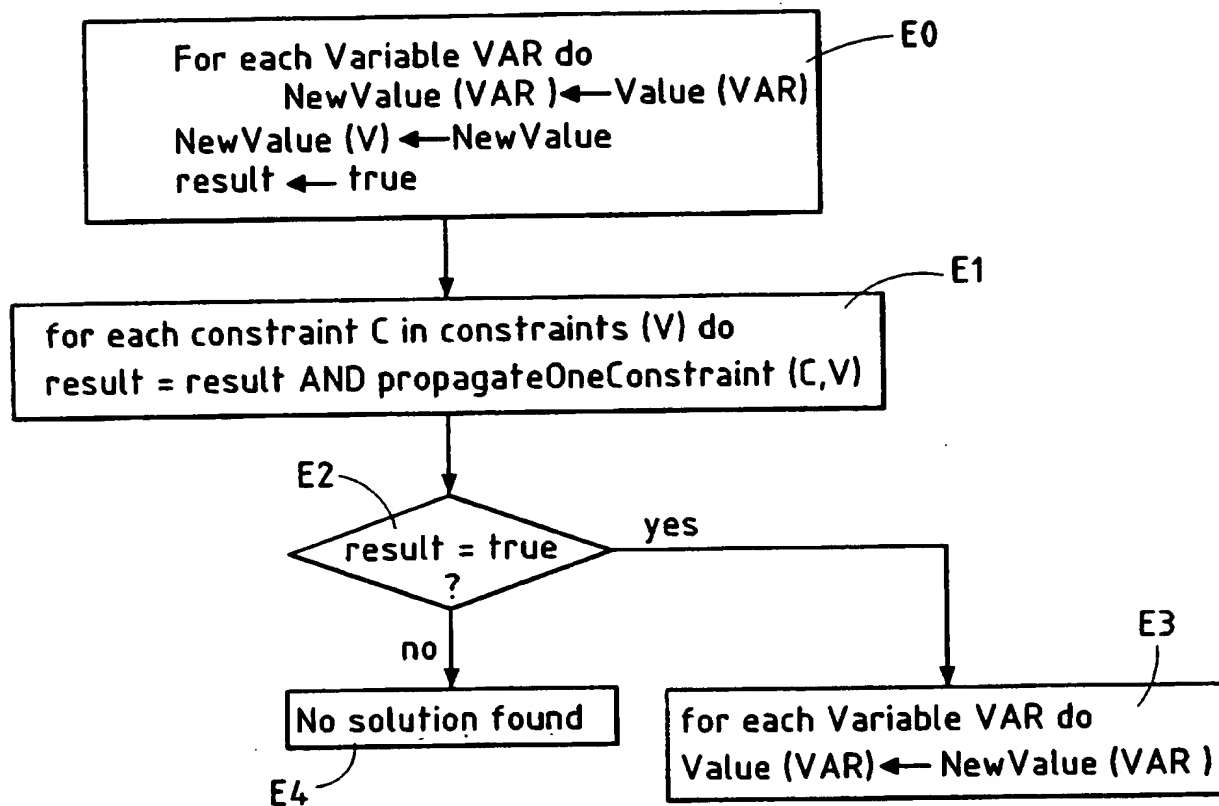 For each Variable VAR do
NewValue (VAR )←Value (VAR)
NewValue (V) ←NewValue
result ← true
E0
E1
for each constraint C in constraints (V) do
result = result AND propagateOneConstraint (C,V)
E2
result = true
?
yes
no
E3
No solution found
E4
for each Variable VAR do
Value (VAR)← NewValue (VAR )